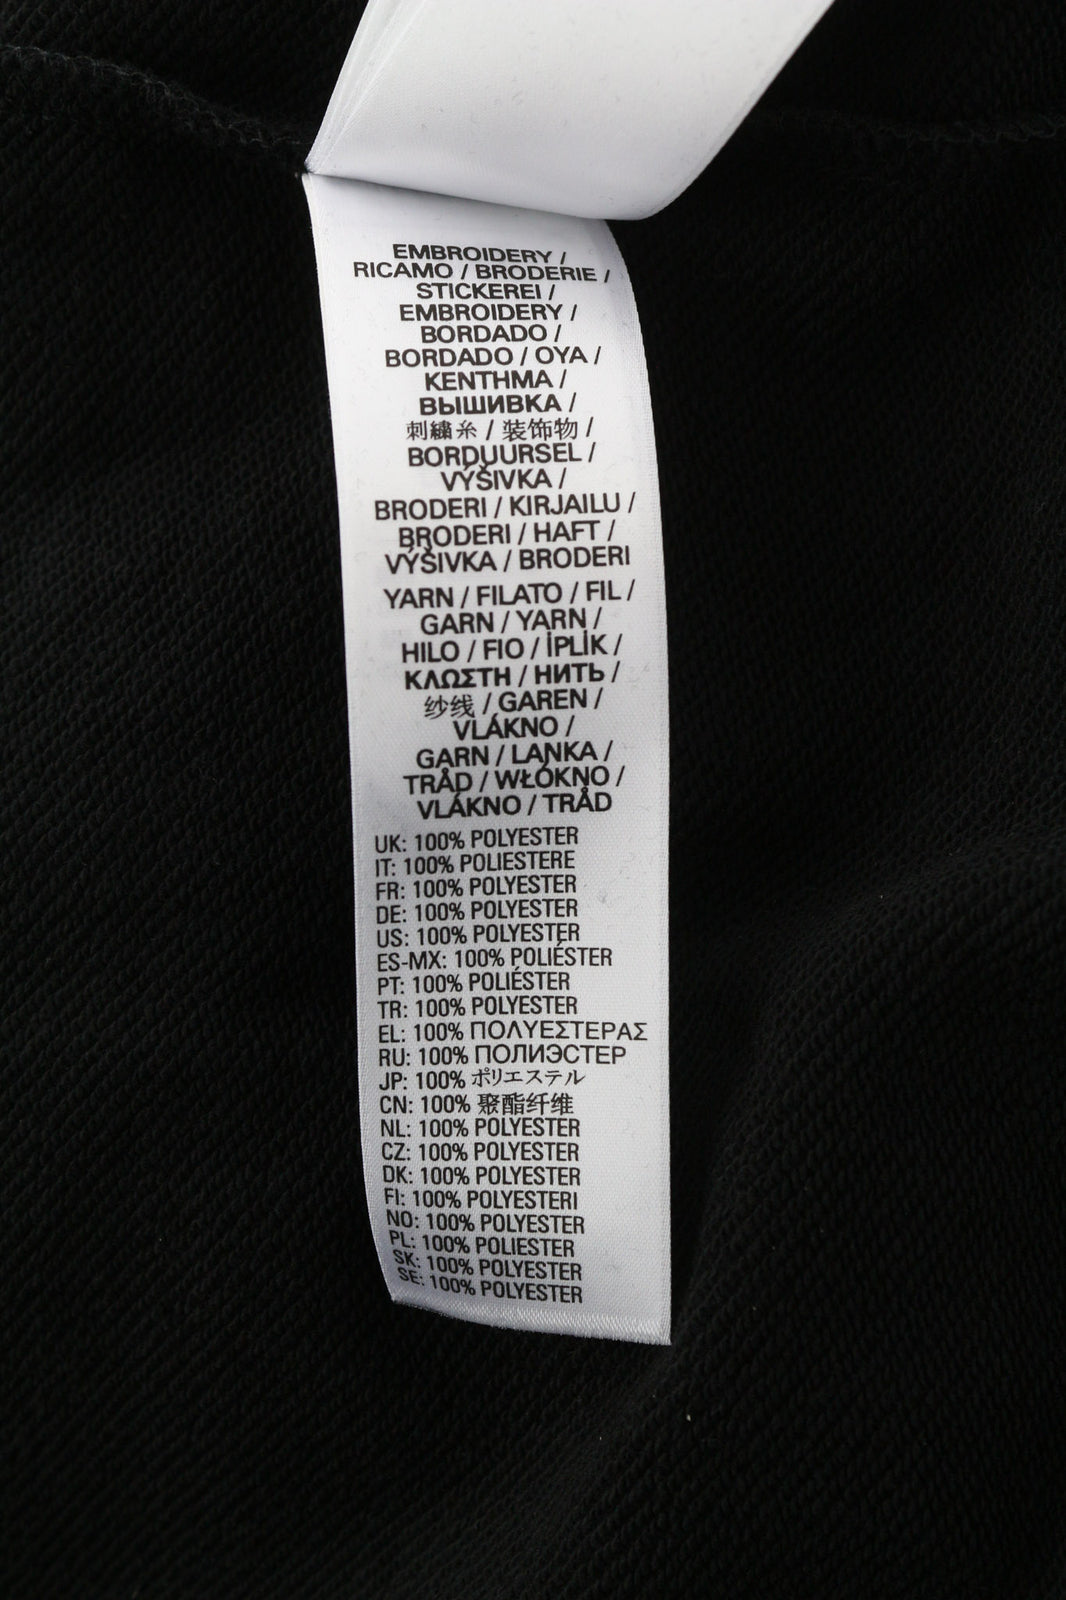 EMBROIDERY /
RICAMO / BRODERIE /
STICKEREI /
EMBROIDERY /
BORDADO /
BORDADO / OYA /
KENTHMA /
ВЫШИВКА /
刺繍糸 / 装饰物 /
BORDUURSEL /
VÝŠIVKA /
BRODERI / KIRJAILU /
BRODERI / HAFT /
VÝŠIVKA / BRODERI
YARN / FILATO / FIL /
GARN / YARN /
HILO / FIO / İPLİK /
ΚΛΩΣΤΗ / НИТЬ /
纱线 / GAREN /
VLÁKNO /
GARN / LANKA /
TRÅD / WŁÓKNO /
VLÁKNO / TRÅD
UK: 100% POLYESTER
IT: 100% POLIESTERE
FR: 100% POLYESTER
DE: 100% POLYESTER
US: 100% POLYESTER
ES-MX: 100% POLIÉSTER
PT: 100% POLIÉSTER
TR: 100% POLYESTER
EL: 100% ΠΟΛΥΕΣΤΕΡΑΣ
RU: 100% ПОЛИЭСТЕР
JP: 100% ポリエステル
CN: 100% 聚酯纤维
NL: 100% POLYESTER
CZ: 100% POLYESTER
DK: 100% POLYESTER
FI: 100% POLYESTERI
NO: 100% POLYESTER
PL: 100% POLIESTER
SK: 100% POLYESTER
SE: 100% POLYESTER